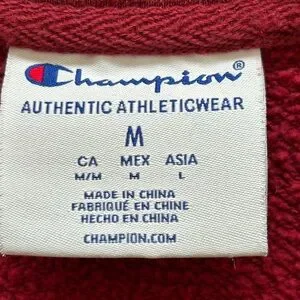 Champion
AUTHENTIC ATHLETICWEAR
M
CA MEX ASIA
M/M M L
MADE IN CHINA
FABRIQUÉ EN CHINE
HECHO EN CHINA
CHAMPION.COM